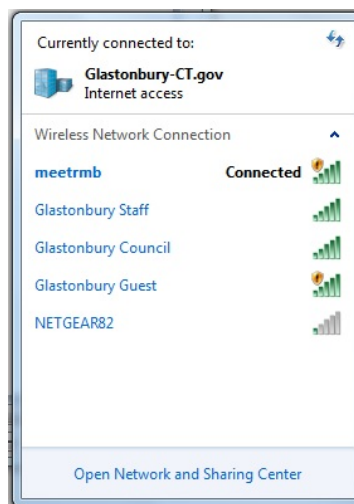 Currently connected to:
Glastonbury-CT.gov
Internet access
Wireless Network Connection
meetrmb Connected
Glastonbury Staff
Glastonbury Council
Glastonbury Guest
NETGEAR82
Open Network and Sharing Center